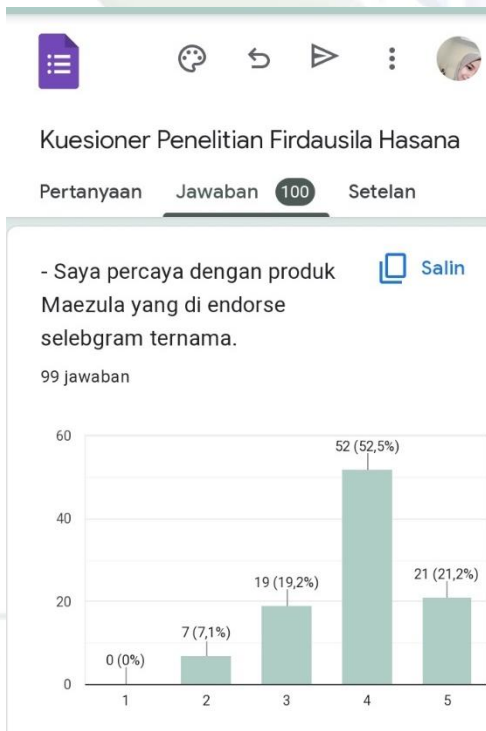 Kuesioner Penelitian Firdausila Hasana
Pertanyaan Jawaban 100 Setelan
- Saya percaya dengan produk
Maezula yang di endorse
selebgram ternama.
Salin
99 jawaban
60
40
20
0
0 (0%)
7 (7,1%)
19 (19,2%)
52 (52,5%)
21 (21,2%)
1 2 3 4 5